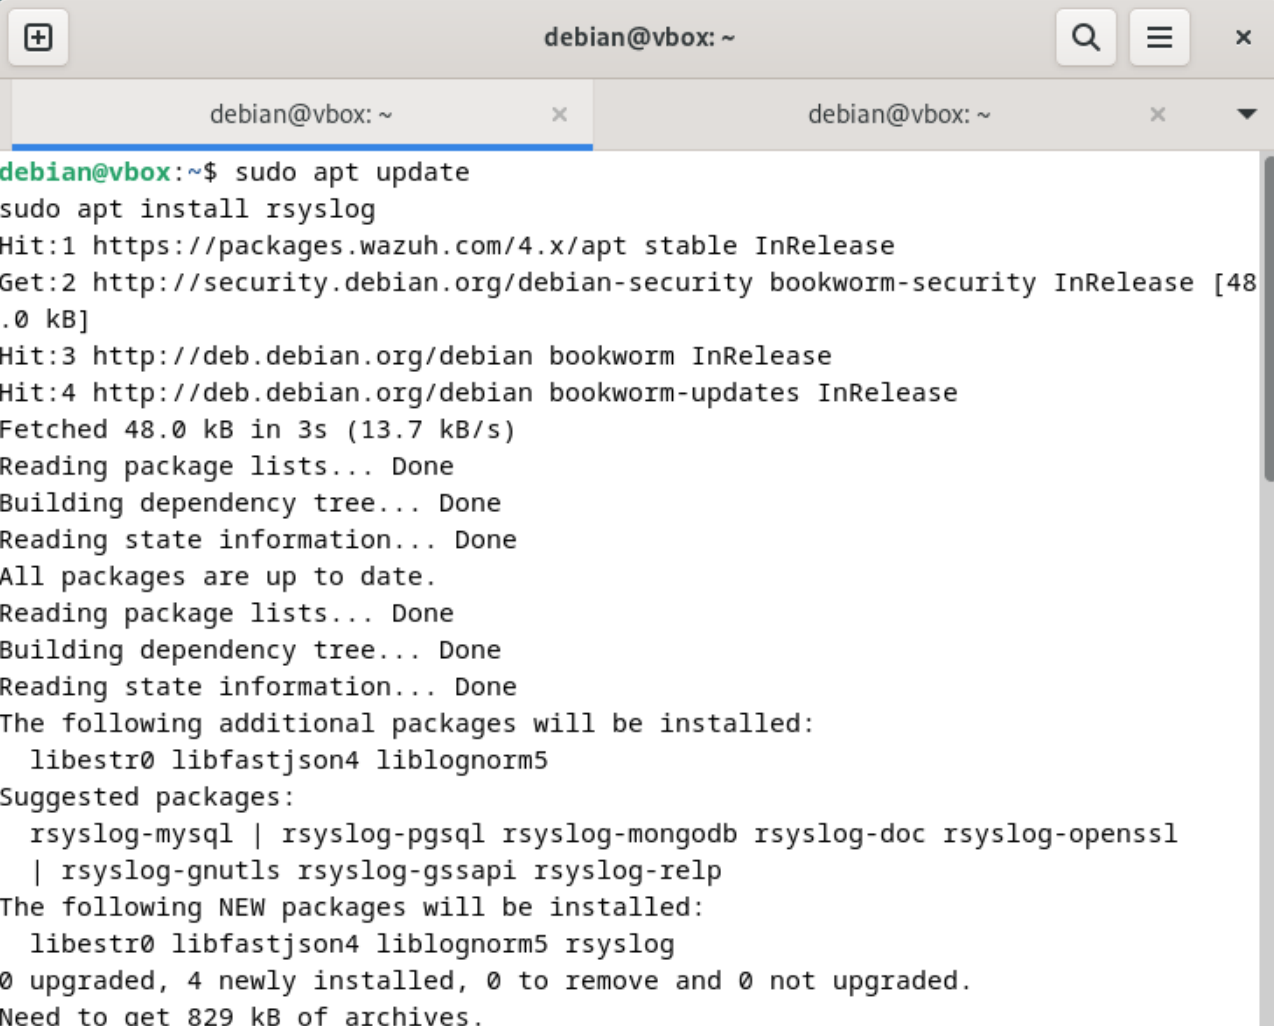 debian@vbox: ~
debian@vbox: ~
debian@vbox: ~
debian@vbox:~$ sudo apt update
sudo apt install rsyslog
Hit:1 https://packages.wazuh.com/4.x/apt stable InRelease
Get:2 http://security.debian.org/debian-security bookworm-security InRelease [48
.0 kB]
Hit:3 http://deb.debian.org/debian bookworm InRelease
Hit:4 http://deb.debian.org/debian bookworm-updates InRelease
Fetched 48.0 kB in 3s (13.7 kB/s)
Reading package lists... Done
Building dependency tree... Done
Reading state information... Done
All packages are up to date.
Reading package lists... Done
Building dependency tree... Done
Reading state information... Done
The following additional packages will be installed:
  libestr0 libfastjson4 liblognorm5
Suggested packages:
  rsyslog-mysql | rsyslog-pgsql rsyslog-mongodb rsyslog-doc rsyslog-openssl
  | rsyslog-gnutls rsyslog-gssapi rsyslog-relp
The following NEW packages will be installed:
  libestr0 libfastjson4 liblognorm5 rsyslog
0 upgraded, 4 newly installed, 0 to remove and 0 not upgraded.
Need to get 829 kB of archives.